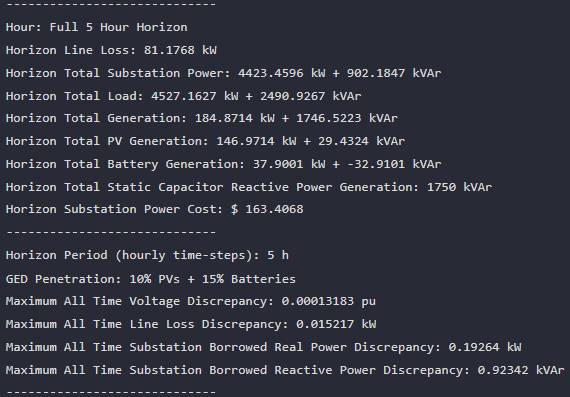 -----------------------------
Hour: Full 5 Hour Horizon
Horizon Line Loss: 81.1768 kW
Horizon Total Substation Power: 4423.4596 kW + 902.1847 kVAr
Horizon Total Load: 4527.1627 kW + 2490.9267 kVAr
Horizon Total Generation: 184.8714 kW + 1746.5223 kVAr
Horizon Total PV Generation: 146.9714 kW + 29.4324 kVAr
Horizon Total Battery Generation: 37.9001 kW + -32.9101 kVAr
Horizon Total Static Capacitor Reactive Power Generation: 1750 kVAr
Horizon Substation Power Cost: $ 163.4068
-----------------------------
Horizon Period (hourly time-steps): 5 h
GED Penetration: 10% PVs + 15% Batteries
Maximum All Time Voltage Discrepancy: 0.00013183 pu
Maximum All Time Line Loss Discrepancy: 0.015217 kW
Maximum All Time Substation Borrowed Real Power Discrepancy: 0.19264 kW
Maximum All Time Substation Borrowed Reactive Power Discrepancy: 0.92342 kVAr
-----------------------------